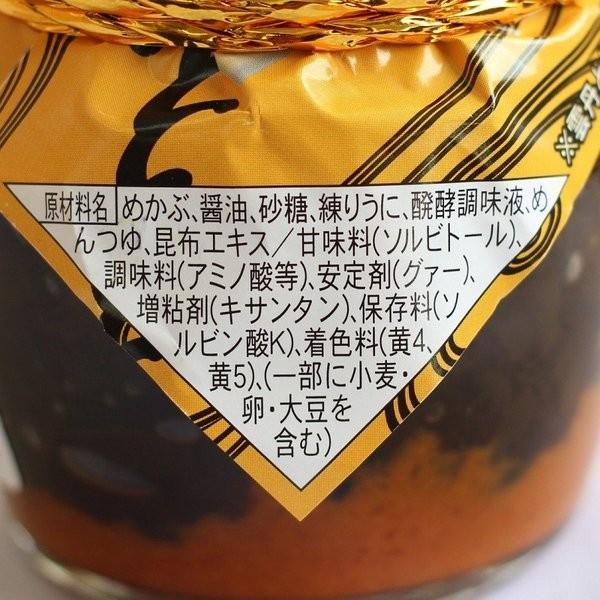 原材料名 めかぶ、醤油、砂糖、練りうに、醗酵調味液、め
んつゆ、昆布エキス／甘味料(ソルビトール)、
調味料(アミノ酸等)、安定剤(グァー)、
増粘剤(キサンタン)、保存料(ソ
ルビン酸K)、着色料(黄4、
黄5)、(一部に小麦・
卵・大豆を
含む)
※雲丹